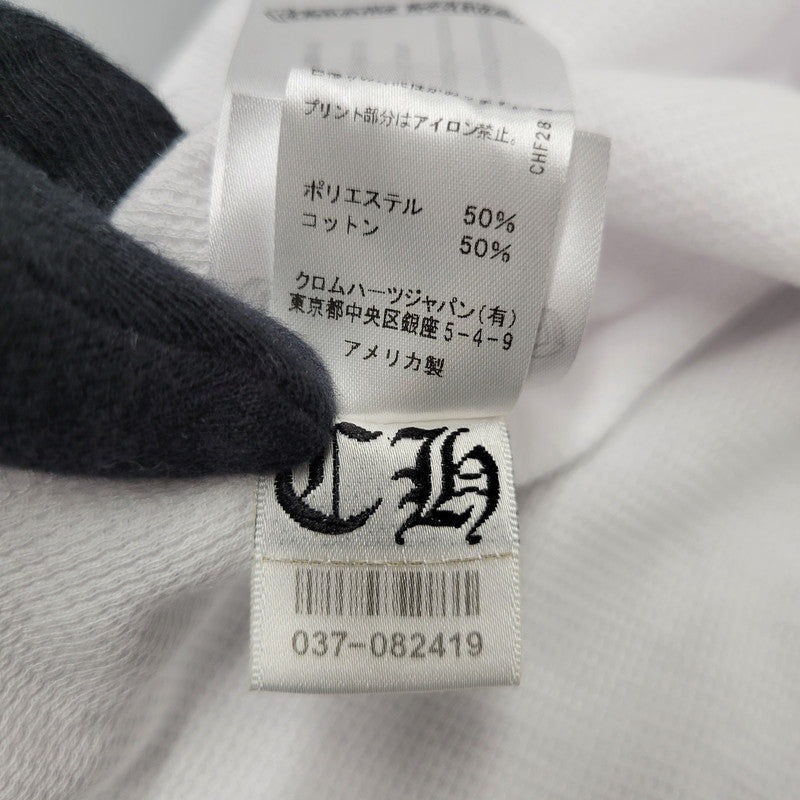 プリント部分はアイロン禁止。
CHF28
ポリエステル 50%
コットン 50%
クロムハーツジャパン(有)
東京都中央区銀座5-4-9
アメリカ製
CH
037-082419